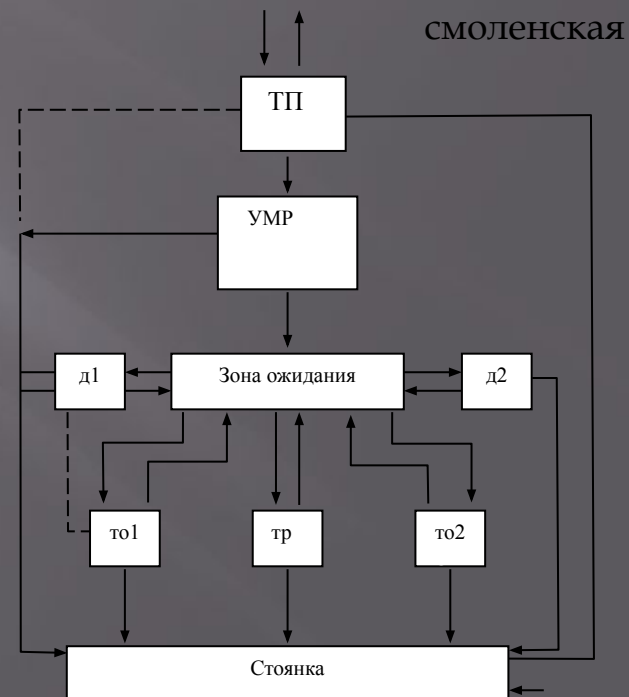 смоленская
ТП
УМР
д1
Зона ожидания
д2
то1
тр
то2
Стоянка